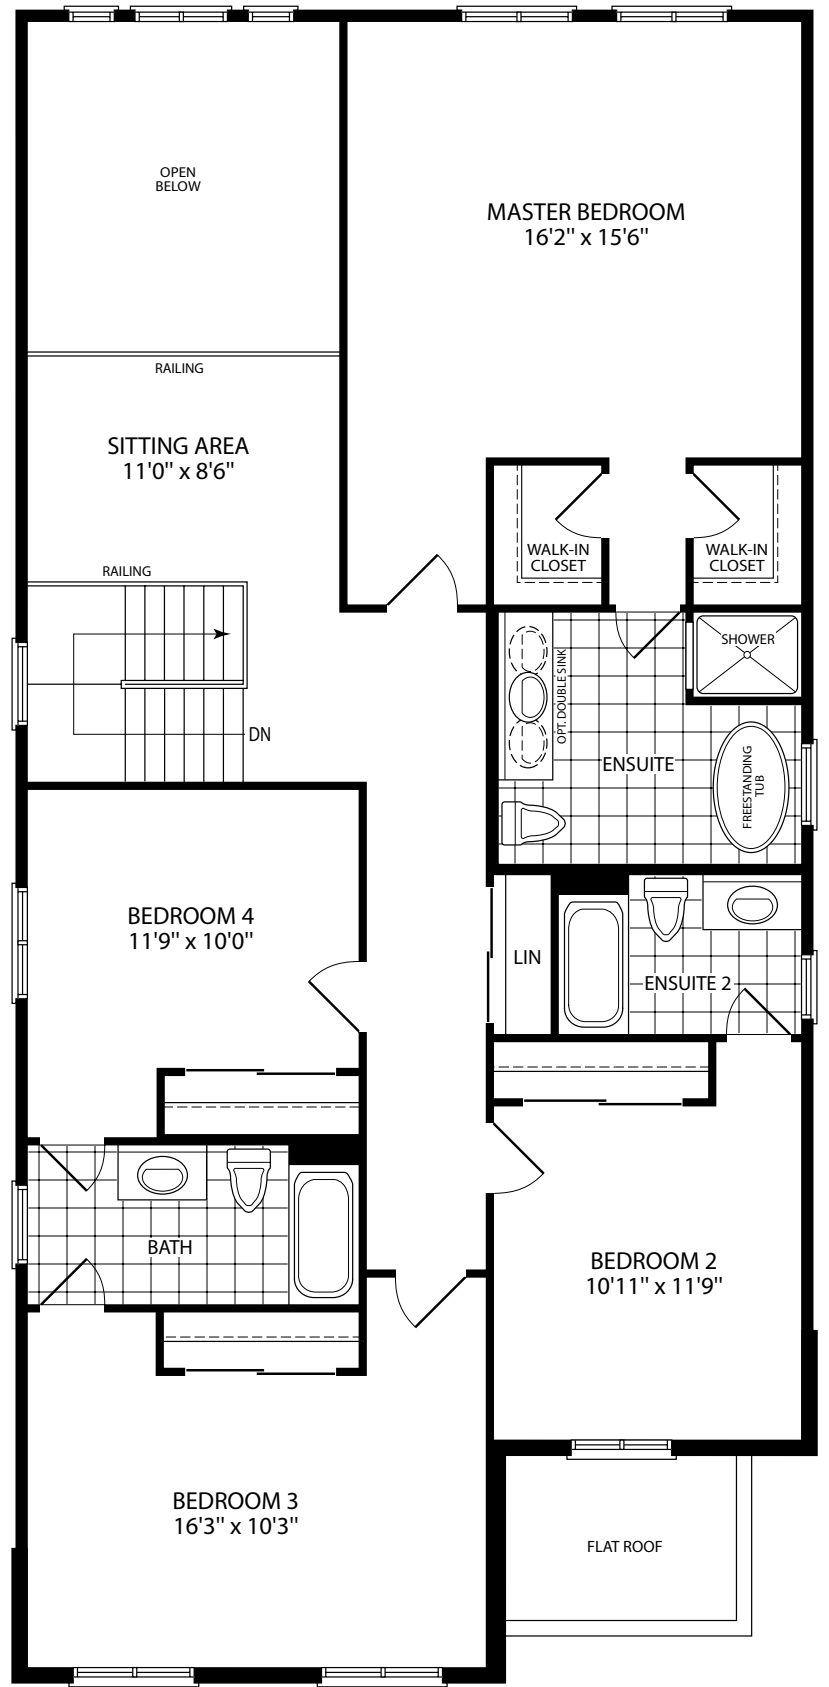 OPEN
BELOW
MASTER BEDROOM
16'2" x 15'6"
RAILING
SITTING AREA
11'0" x 8'6"
WALK-IN
CLOSET
WALK-IN
CLOSET
RAILING
SHOWER
OPT. DOUBLE SINK
DN
ENSUITE
FREESTANDING
TUB
BEDROOM 4
11'9" x 10'0"
LIN
ENSUITE 2
BATH
BEDROOM 2
10'11" x 11'9"
BEDROOM 3
16'3" x 10'3"
FLAT ROOF